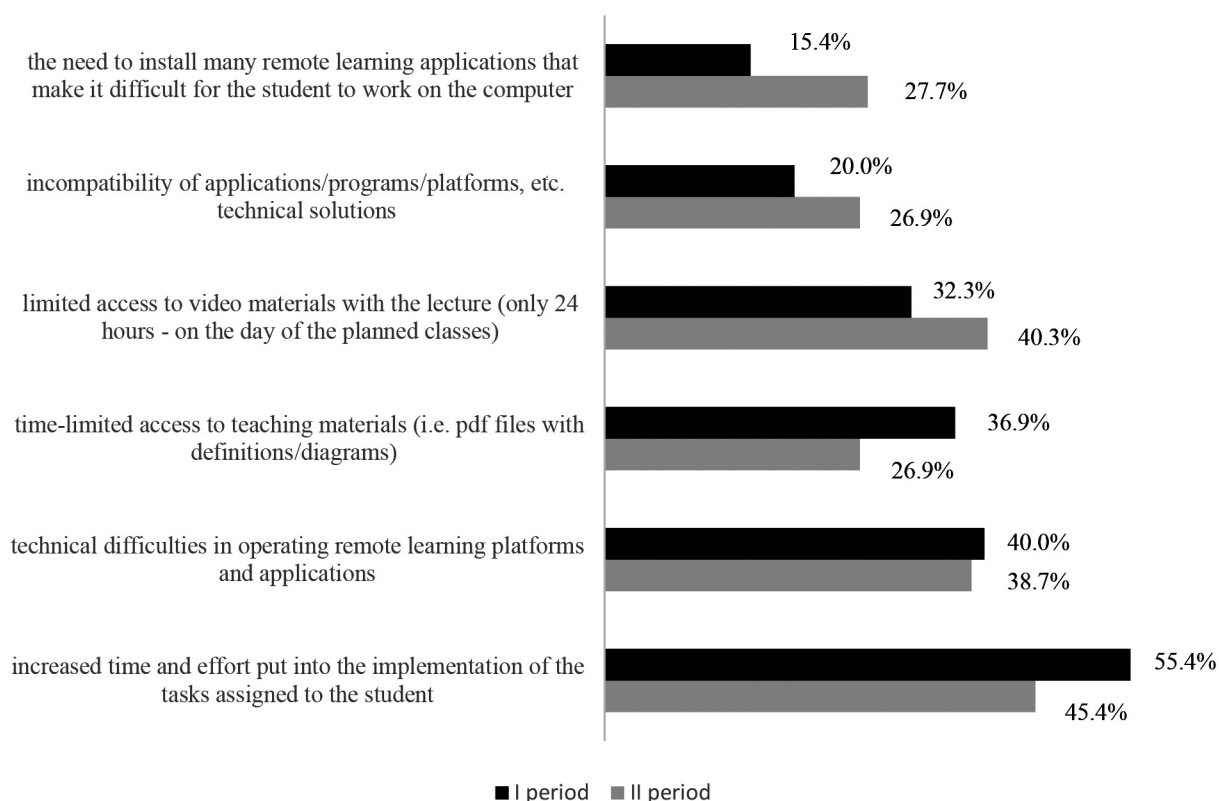 the need to install many remote learning applications that
make it difficult for the student to work on the computer
15.4%
27.7%
incompatibility of applications/programs/platforms, etc.
technical solutions
20.0%
26.9%
limited access to video materials with the lecture (only 24
hours - on the day of the planned classes)
32.3%
40.3%
time-limited access to teaching materials (i.e. pdf files with
definitions/diagrams)
36.9%
26.9%
technical difficulties in operating remote learning platforms
and applications
40.0%
38.7%
increased time and effort put into the implementation of the
tasks assigned to the student
55.4%
45.4%
I period II period